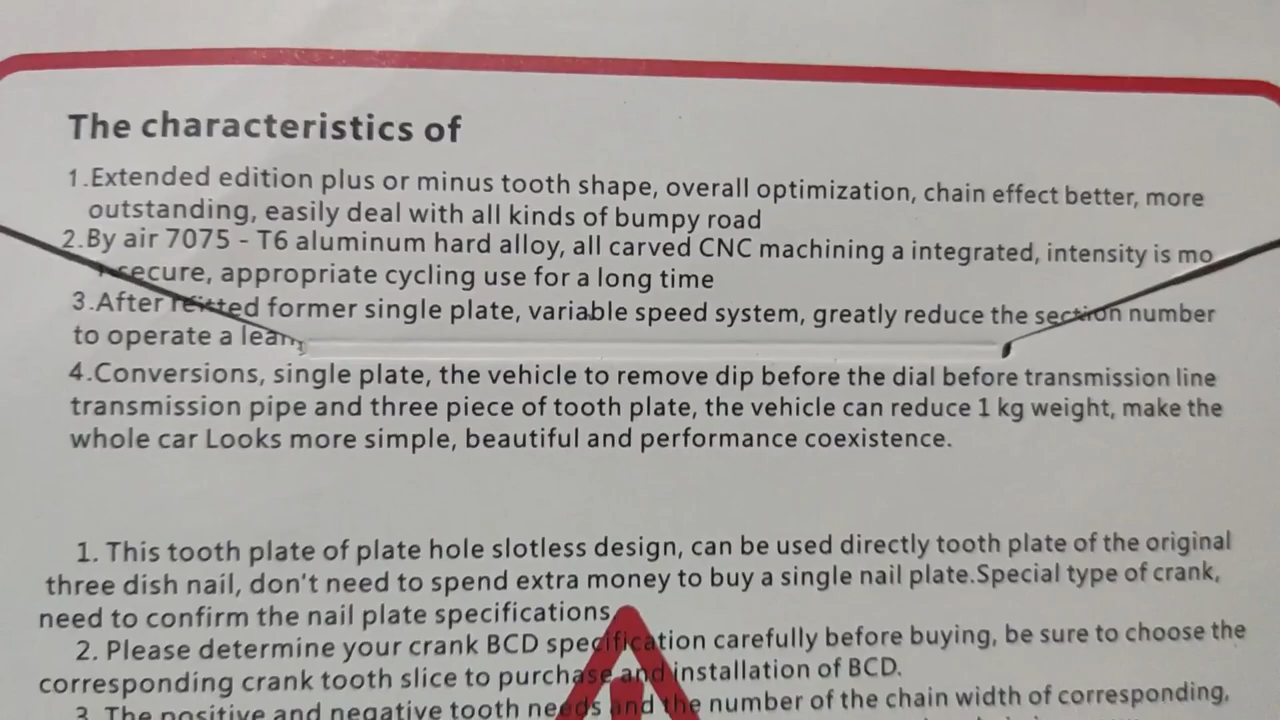 The characteristics of
1.Extended edition plus or minus tooth shape, overall optimization, chain effect better, more
outstanding, easily deal with all kinds of bumpy road
2.By air 7075 - T6 aluminum hard alloy, all carved CNC machining a integrated, intensity is mo
secure, appropriate cycling use for a long time
3.After refitted former single plate, variable speed system, greatly reduce the section number
to operate a
4.Conversions, single plate, the vehicle to remove dip before the dial before transmission line
transmission pipe and three piece of tooth plate, the vehicle can reduce 1 kg weight, make the
whole car Looks more simple, beautiful and performance coexistence.
1. This tooth plate of plate hole slotless design, can be used directly tooth plate of the original
three dish nail, don't need to spend extra money to buy a single nail plate.Special type of crank,
need to confirm the nail plate specifications
2. Please determine your crank BCD specification carefully before buying, be sure to choose the
corresponding crank tooth slice to purchase and installation of BCD.
3. The positive and negative tooth needs and the number of the chain width of corresponding,